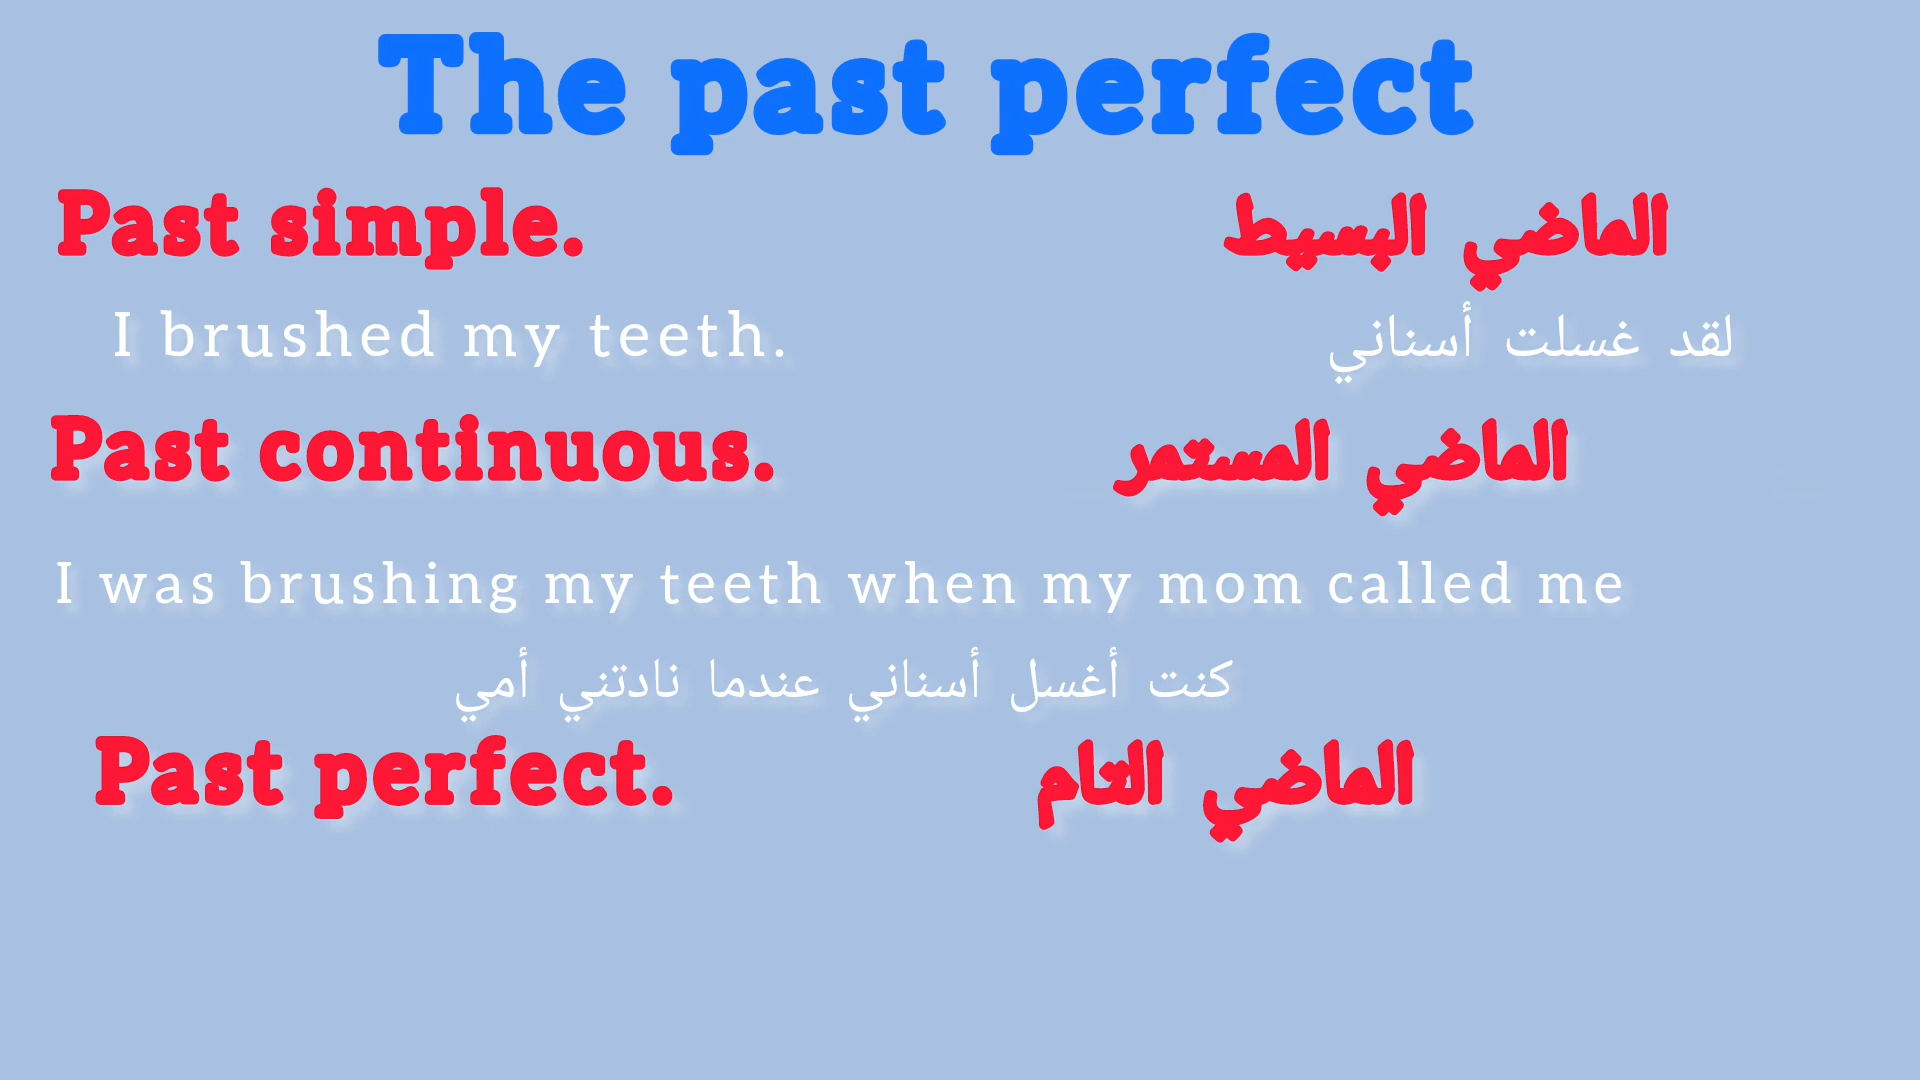 The past perfect
Past simple. الماضي البسيط
I brushed my teeth. لقد غسلت أسناني
Past continuous. الماضي المستمر
I was brushing my teeth when my mom called me
كنت أغسل أسناني عندما نادتني أمي
Past perfect. الماضي التام